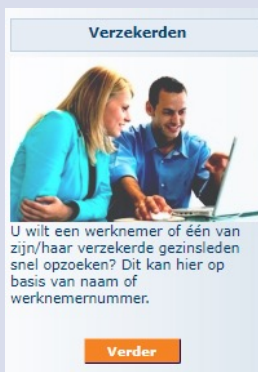 Verzekerden
U wilt een werknemer of één van
zijn/haar verzekerde gezinsleden
snel opzoeken? Dit kan hier op
basis van naam of
werknemernummer.
Verder